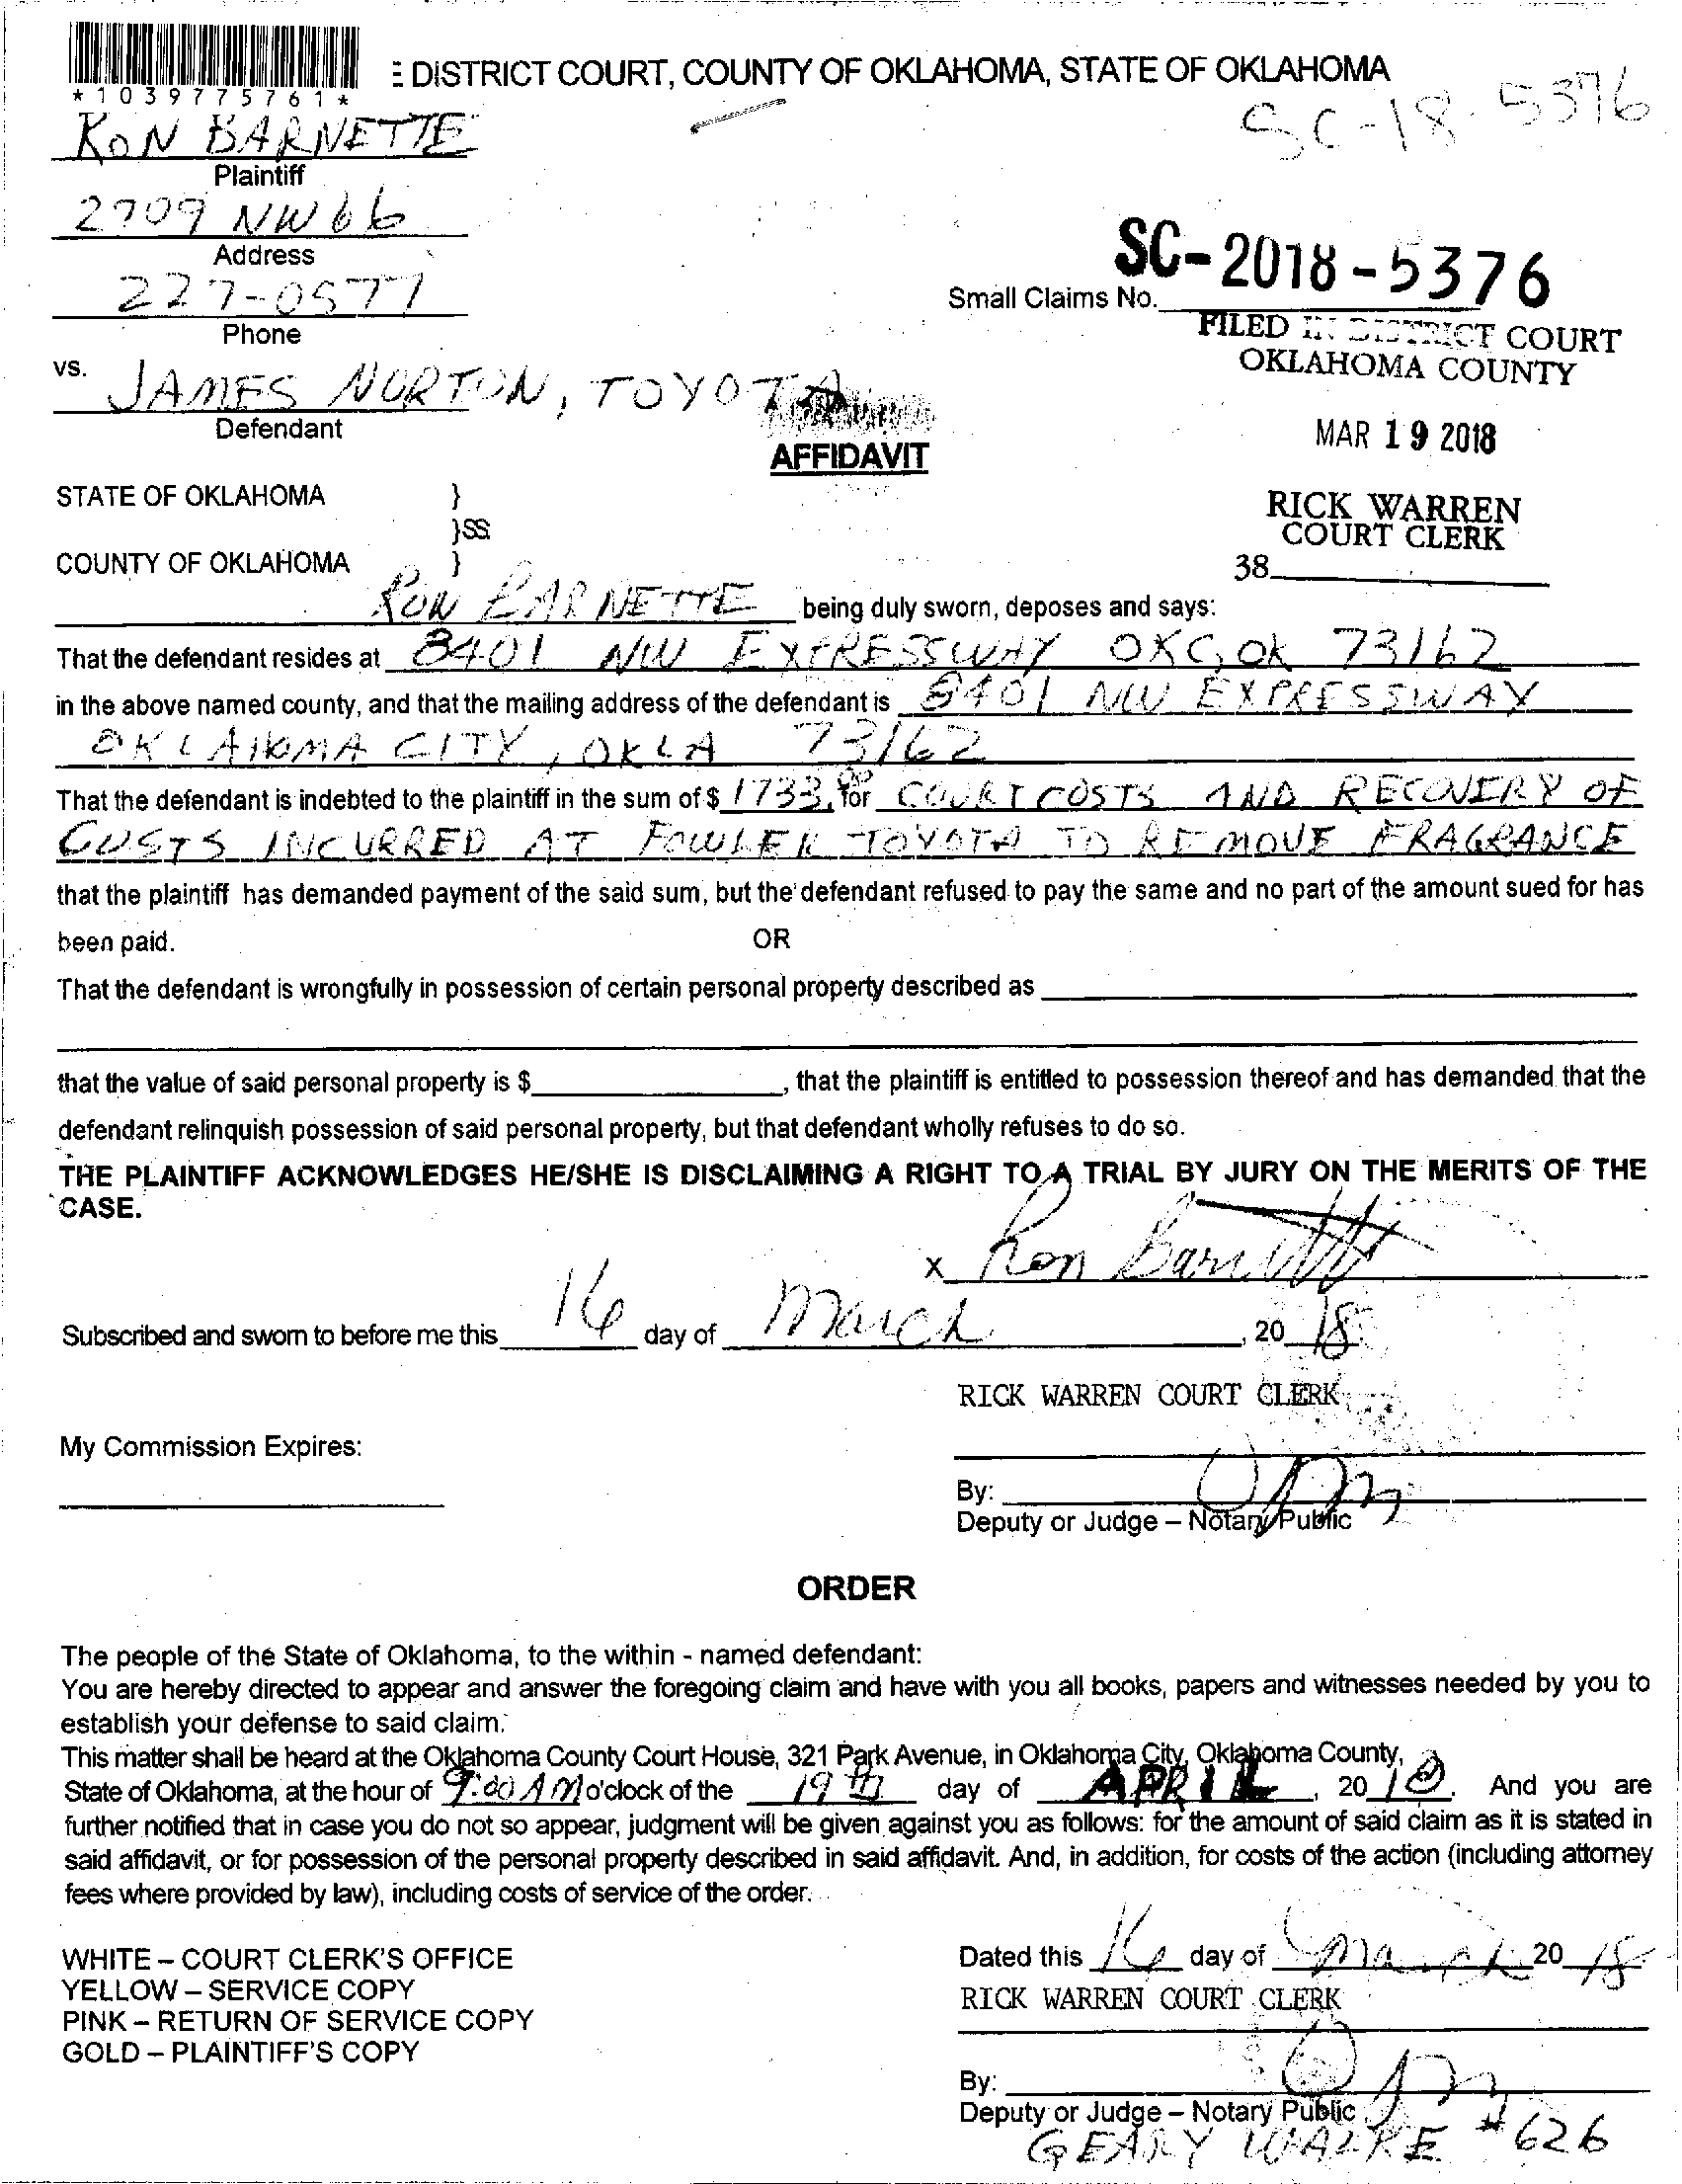 E DISTRICT COURT, COUNTY OF OKLAHOMA, STATE OF OKLAHOMA
*1039775761*
SC-18-5376
RON BARNETTE
Plaintiff
2709 NW 66
Address
227-0577
Phone
SC-2018-5376
Small Claims No.
FILED IN DISTRICT COURT
OKLAHOMA COUNTY
vs.
JAMES NORTON, TOYOTA
Defendant
MAR 19 2018
AFFIDAVIT
STATE OF OKLAHOMA }
}SS
COUNTY OF OKLAHOMA }
RICK WARREN
COURT CLERK
38
RON BARNETTE being duly sworn, deposes and says:
That the defendant resides at 8401 NW EXPRESSWAY OKC, OK 73162
in the above named county, and that the mailing address of the defendant is 8401 NW EXPRESSWAY
OKLAHOMA CITY, OKLA 73162
That the defendant is indebted to the plaintiff in the sum of $ 1733.00 for COURT COSTS AND RECOVERY OF
COSTS INCURRED AT FOWLER TOYOTA TO REMOVE FRAGRANCE
that the plaintiff has demanded payment of the said sum, but the defendant refused to pay the same and no part of the amount sued for has
been paid.
OR
That the defendant is wrongfully in possession of certain personal property described as
that the value of said personal property is $ , that the plaintiff is entitled to possession thereof and has demanded that the
defendant relinquish possession of said personal property, but that defendant wholly refuses to do so.
THE PLAINTIFF ACKNOWLEDGES HE/SHE IS DISCLAIMING A RIGHT TO A TRIAL BY JURY ON THE MERITS OF THE
CASE.
x Ron Barnette
Subscribed and sworn to before me this 16 day of March, 20 18
RICK WARREN COURT CLERK
My Commission Expires:
By:
Deputy or Judge – Notary Public
ORDER
The people of the State of Oklahoma, to the within - named defendant:
You are hereby directed to appear and answer the foregoing claim and have with you all books, papers and witnesses needed by you to
establish your defense to said claim.
This matter shall be heard at the Oklahoma County Court House, 321 Park Avenue, in Oklahoma City, Oklahoma County,
State of Oklahoma, at the hour of 9:00 AM o'clock of the 19th day of APRIL, 20 18. And you are
further notified that in case you do not so appear, judgment will be given against you as follows: for the amount of said claim as it is stated in
said affidavit, or for possession of the personal property described in said affidavit. And, in addition, for costs of the action (including attorney
fees where provided by law), including costs of service of the order.
WHITE – COURT CLERK'S OFFICE
YELLOW – SERVICE COPY
PINK – RETURN OF SERVICE COPY
GOLD – PLAINTIFF'S COPY
Dated this 16 day of March 20 18
RICK WARREN COURT CLERK
By:
Deputy or Judge – Notary Public
GEARY WALKE #626